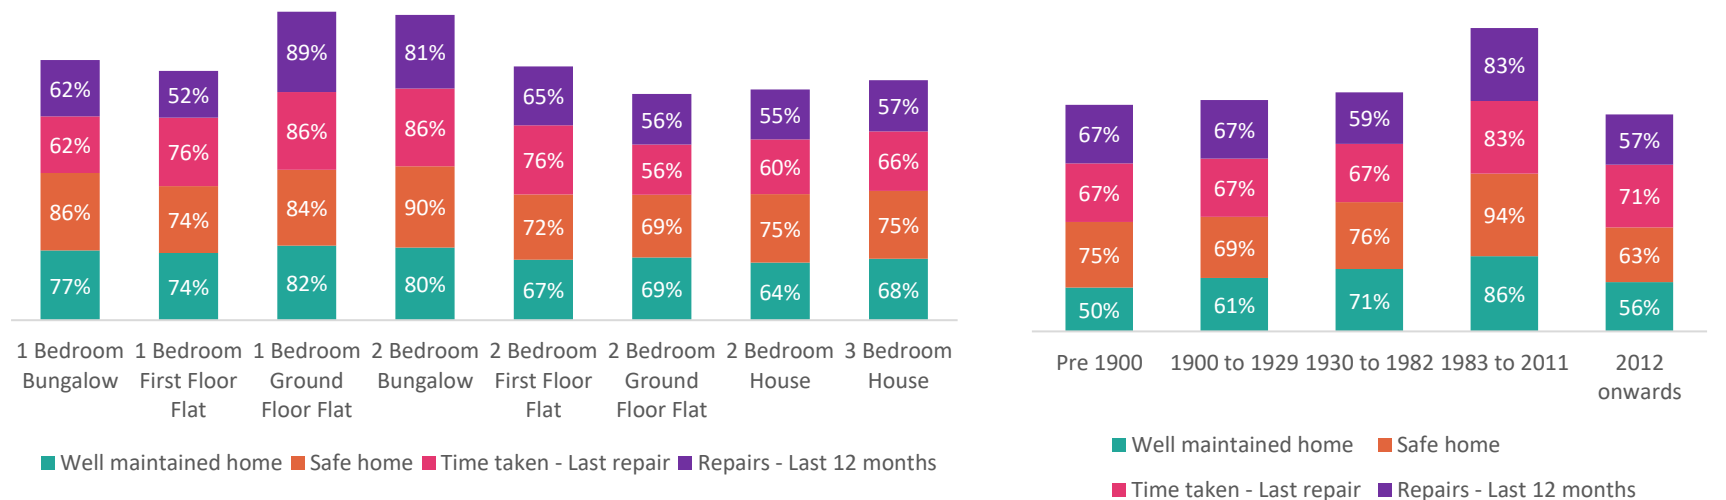 89%
81%
62%
52%
65%
56%
55%
57%
62%
76%
86%
86%
76%
56%
60%
66%
86%
74%
84%
90%
72%
69%
75%
75%
77%
74%
82%
80%
67%
69%
64%
68%
1 Bedroom
Bungalow
1 Bedroom
First Floor
Flat
1 Bedroom
Ground
Floor Flat
2 Bedroom
Bungalow
2 Bedroom
First Floor
Flat
2 Bedroom
Ground
Floor Flat
2 Bedroom
House
3 Bedroom
House
Well maintained home Safe home Time taken - Last repair Repairs - Last 12 months
67%
67%
59%
83%
57%
67%
67%
67%
83%
71%
75%
69%
76%
94%
63%
50%
61%
71%
86%
56%
Pre 1900
1900 to 1929
1930 to 1982
1983 to 2011
2012
onwards
Well maintained home Safe home
Time taken - Last repair Repairs - Last 12 months